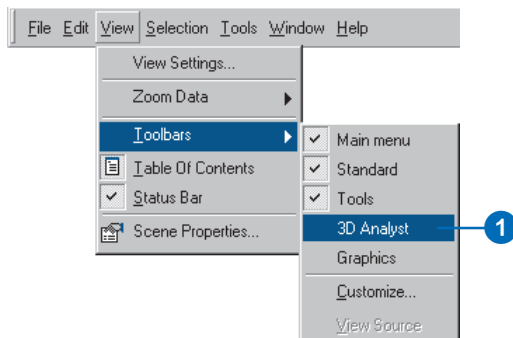 File Edit View Selection Tools Window Help
View Settings...
Zoom Data
Toolbars
Table Of Contents
Status Bar
Scene Properties...
Main menu
Standard
Tools
3D Analyst
1
Graphics
Customize...
View Source